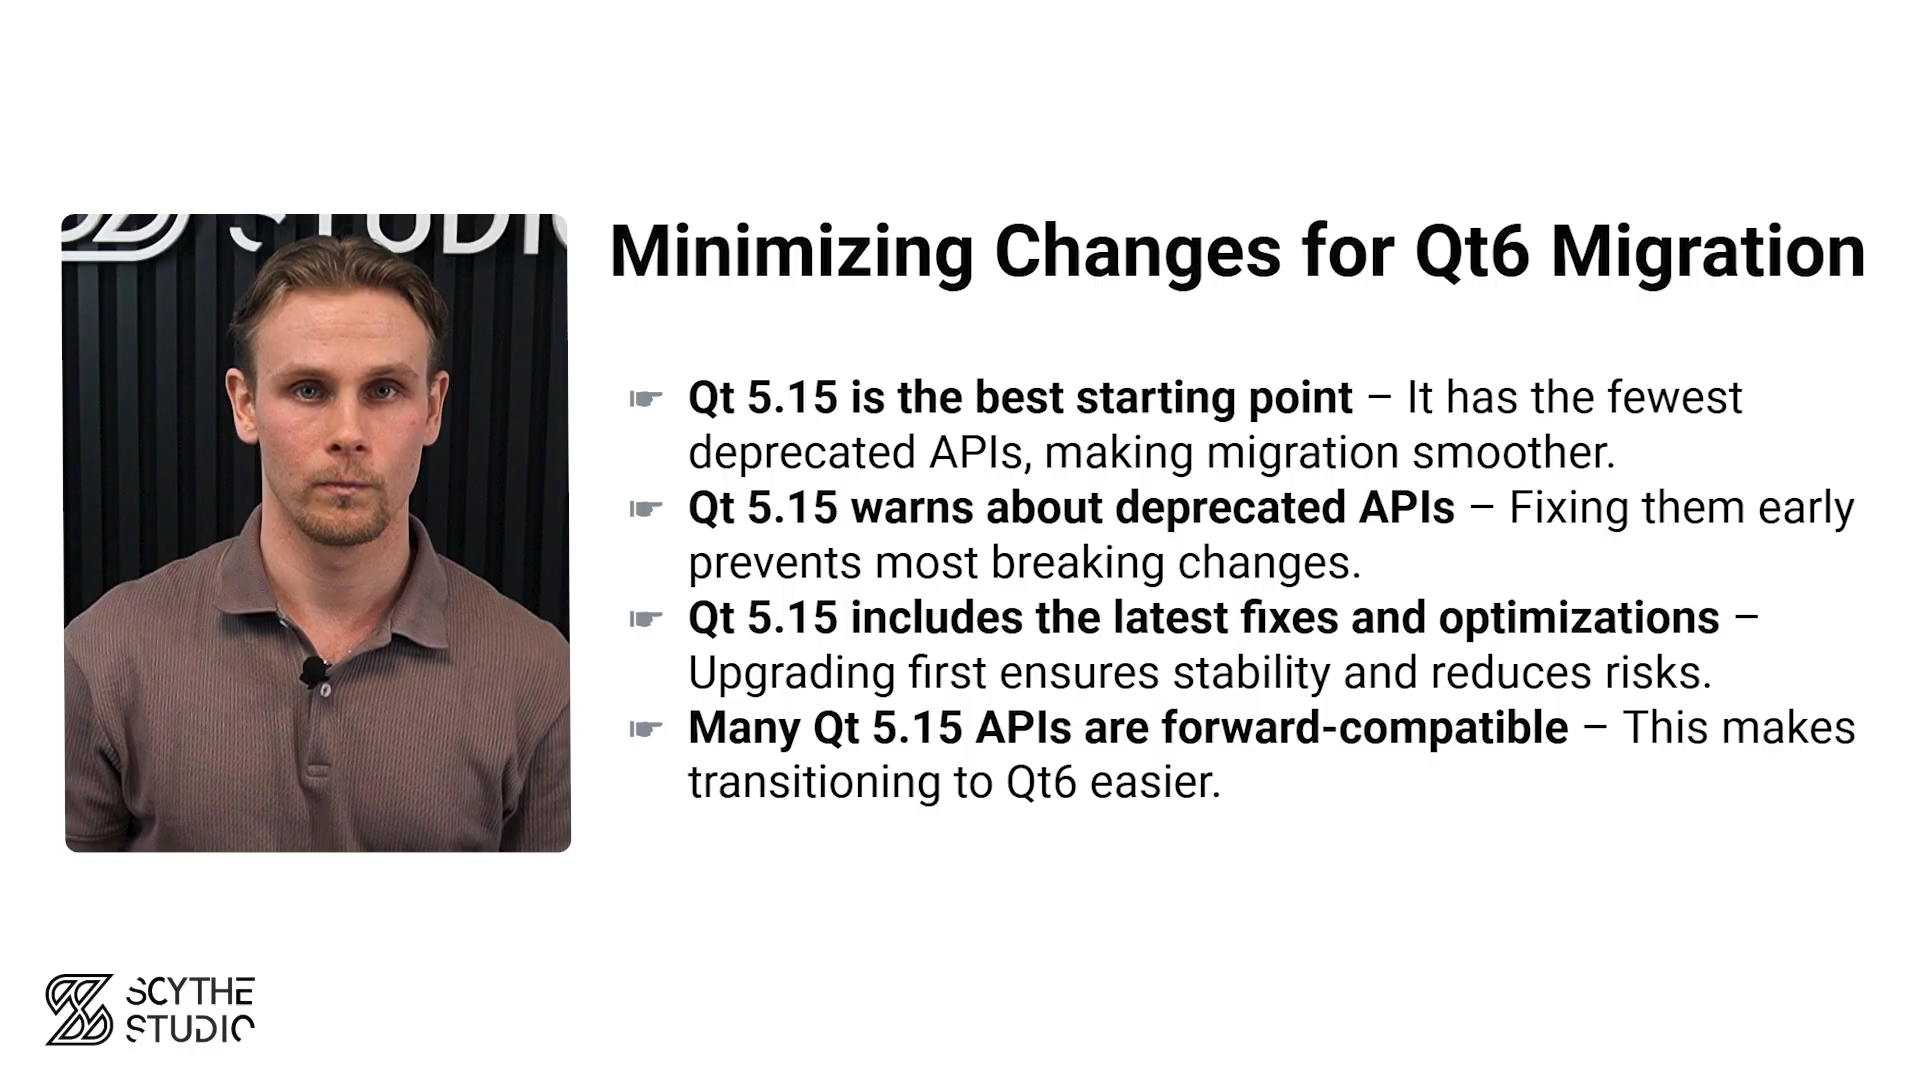 STUDIO
Minimizing Changes for Qt6 Migration
Qt 5.15 is the best starting point – It has the fewest
deprecated APIs, making migration smoother.
Qt 5.15 warns about deprecated APIs – Fixing them early
prevents most breaking changes.
Qt 5.15 includes the latest fixes and optimizations –
Upgrading first ensures stability and reduces risks.
Many Qt 5.15 APIs are forward-compatible – This makes
transitioning to Qt6 easier.
SCYTHE
STUDIO